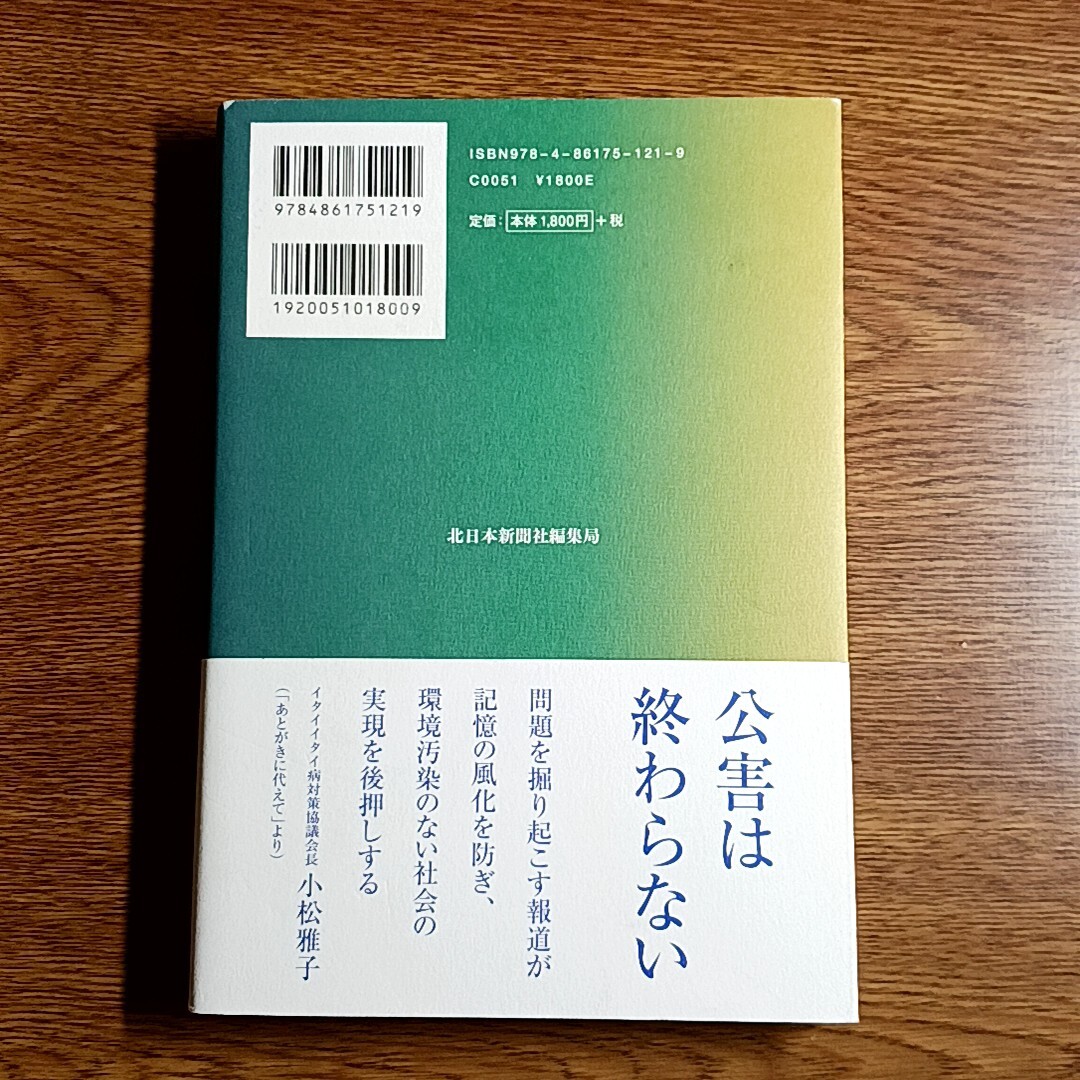 9784861751219
1920051018009
ISBN978-4-86175-121-9
C0051 ¥1800E
定価：本体1,800円＋税
北日本新聞社編集局
公害は
終わらない
問題を掘り起こす報道が
記憶の風化を防ぎ、
環境汚染のない社会の
実現を後押しする
イタイイタイ病対策協議会長 小松雅子
（「あとがきに代えて」より）